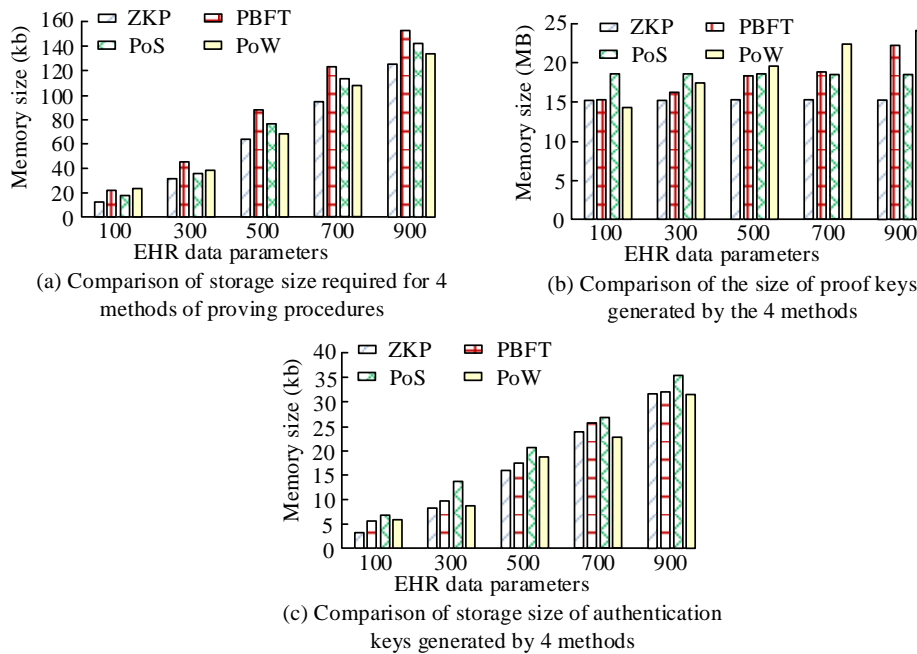 Memory size (kb)
160
140
120
100
80
60
40
20
0
ZKP
PBFT
PoS
PoW
100 300 500 700 900
EHR data parameters
(a) Comparison of storage size required for 4
methods of proving procedures
Memory size (MB)
25
20
15
10
5
0
ZKP
PBFT
PoS
PoW
100 300 500 700 900
EHR data parameters
(b) Comparison of the size of proof keys
generated by the 4 methods
Memory size (kb)
40
35
30
25
20
15
10
5
0
ZKP
PBFT
PoS
PoW
100 300 500 700 900
EHR data parameters
(c) Comparison of storage size of authentication
keys generated by 4 methods